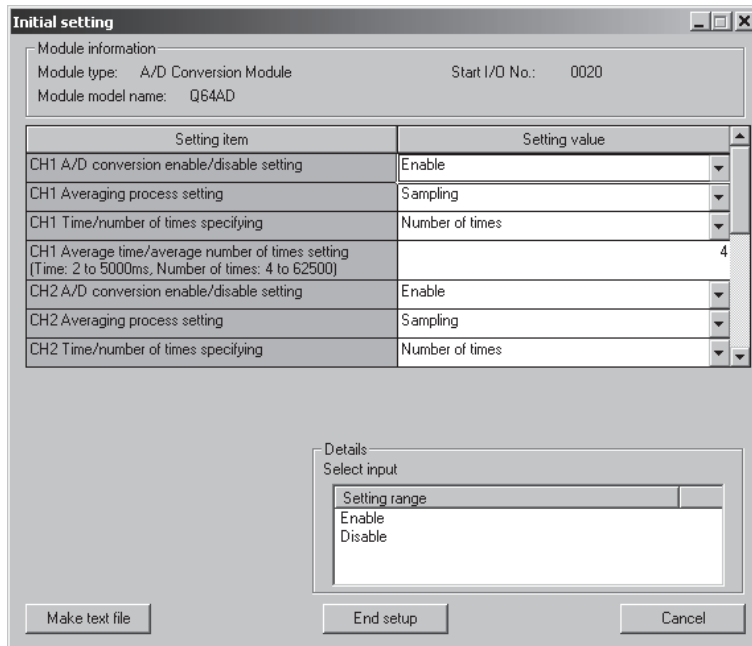 Initial setting
Module information
Module type: A/D Conversion Module Start I/O No.: 0020
Module model name: Q64AD
Setting item Setting value
CH1 A/D conversion enable/disable setting Enable
CH1 Averaging process setting Sampling
CH1 Time/number of times specifying Number of times
CH1 Average time/average number of times setting
(Time: 2 to 5000ms, Number of times: 4 to 62500) 4
CH2 A/D conversion enable/disable setting Enable
CH2 Averaging process setting Sampling
CH2 Time/number of times specifying Number of times
Details
Select input
Setting range
Enable
Disable
Make text file End setup Cancel